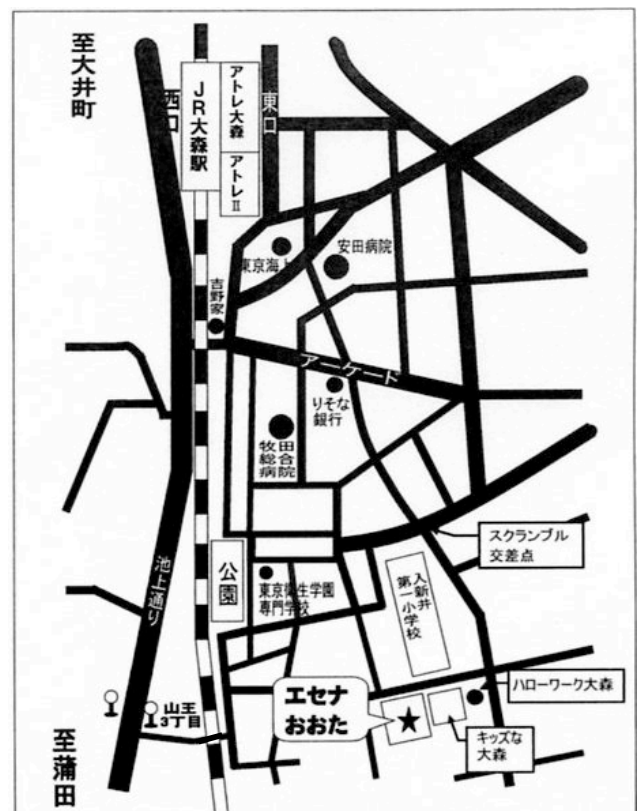 至大井町
西口
JR大森駅
アトレ大森
アトレⅡ
東口
東京海上
安田病院
吉野家
アーケード
りそな
銀行
牧田
総合
病院
スクランブル
交差点
公園
東京衛生学園
専門学校
入新井
第一小学校
池上通り
ハローワーク大森
エセナ
おおた
キッズな
大森
山王
3丁目
至蒲田